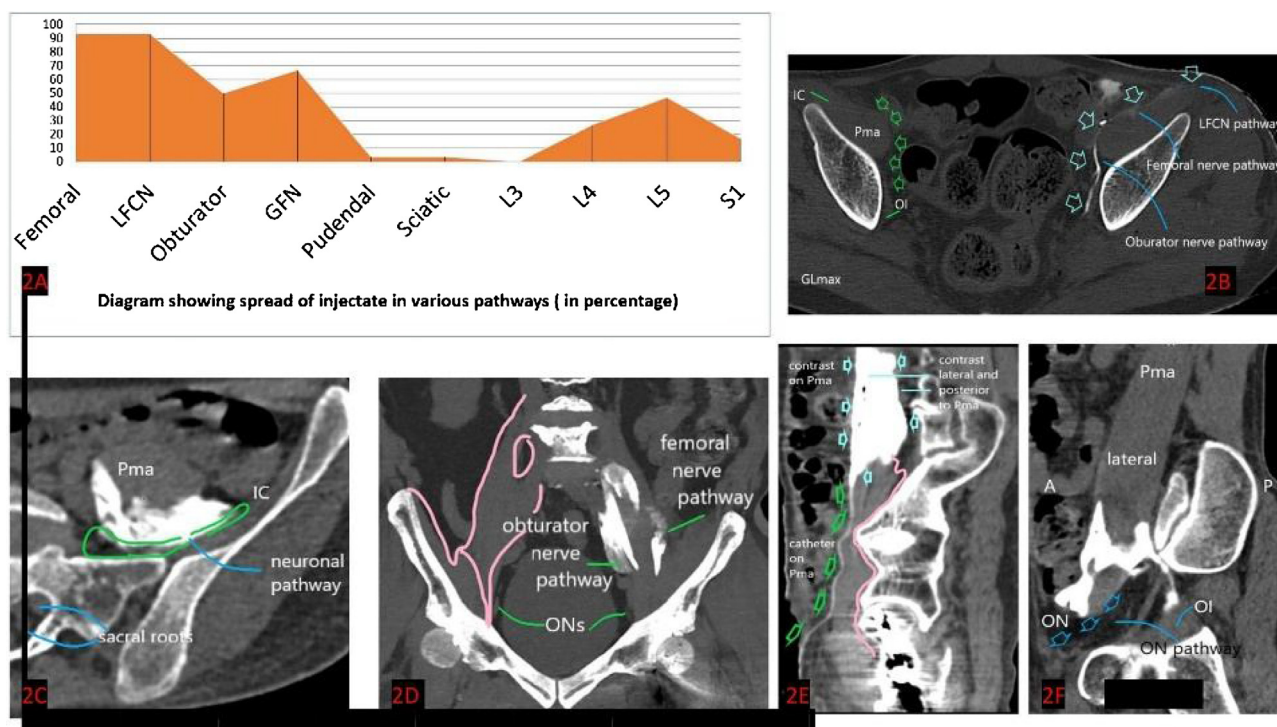 100
90
80
70
60
50
40
30
20
10
0
Femoral
LFCN
Obturator
GFN
Pudendal
Sciatic
L3
L4
L5
S1
2A
Diagram showing spread of injectate in various pathways ( in percentage)
IC
Pma
OI
GLmax
LFCN pathway
Femoral nerve pathway
Oburator nerve pathway
2B
Pma
IC
neuronal
pathway
sacral roots
2C
femoral
nerve
pathway
obturator
nerve
pathway
ONs
2D
contrast
on Pma
contrast
lateral and
posterior
to Pma
catheter
on
Pma
2E
Pma
lateral
A
P
ON
OI
ON pathway
2F